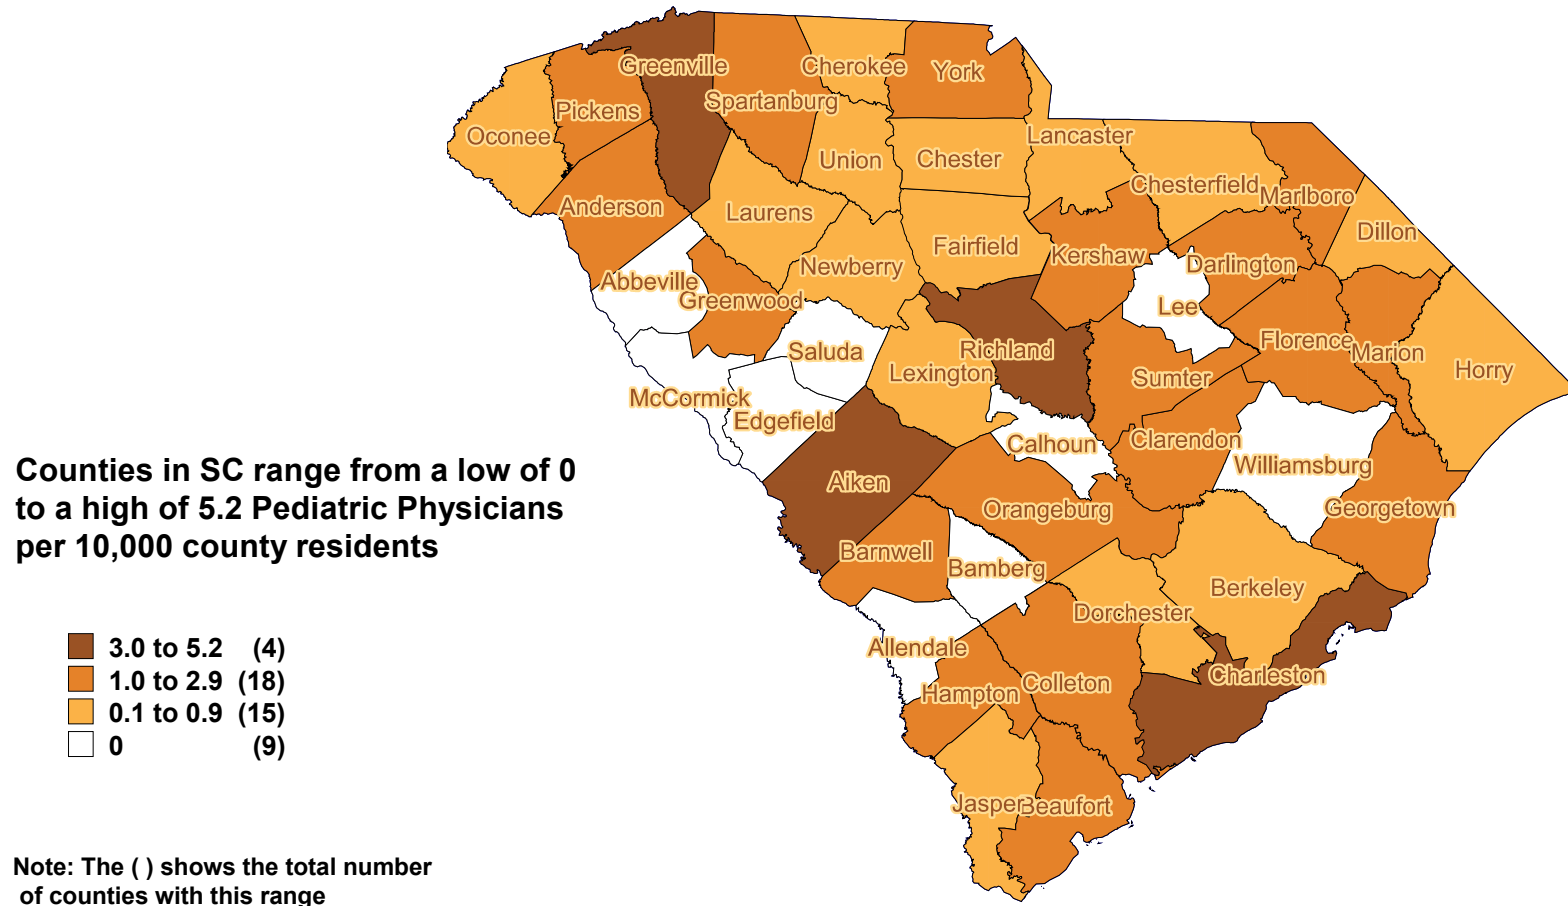 Greenville
Cherokee
York
Spartanburg
Pickens
Oconee
Lancaster
Union
Chester
Chesterfield
Marlboro
Anderson
Laurens
Dillon
Fairfield
Kershaw
Newberry
Darlington
Abbeville
Greenwood
Lee
Florence
Saluda
Richland
Marion
Lexington
Horry
Sumter
McCormick
Edgefield
Calhoun
Clarendon
Williamsburg
Counties in SC range from a low of 0
to a high of 5.2 Pediatric Physicians
per 10,000 county residents
Aiken
Orangeburg
Georgetown
Barnwell
Bamberg
Berkeley
Dorchester
Allendale
Charleston
Hampton
Colleton
3.0 to 5.2 (4)
1.0 to 2.9 (18)
0.1 to 0.9 (15)
0 (9)
Jasper
Beaufort
Note: The ( ) shows the total number
of counties with this range